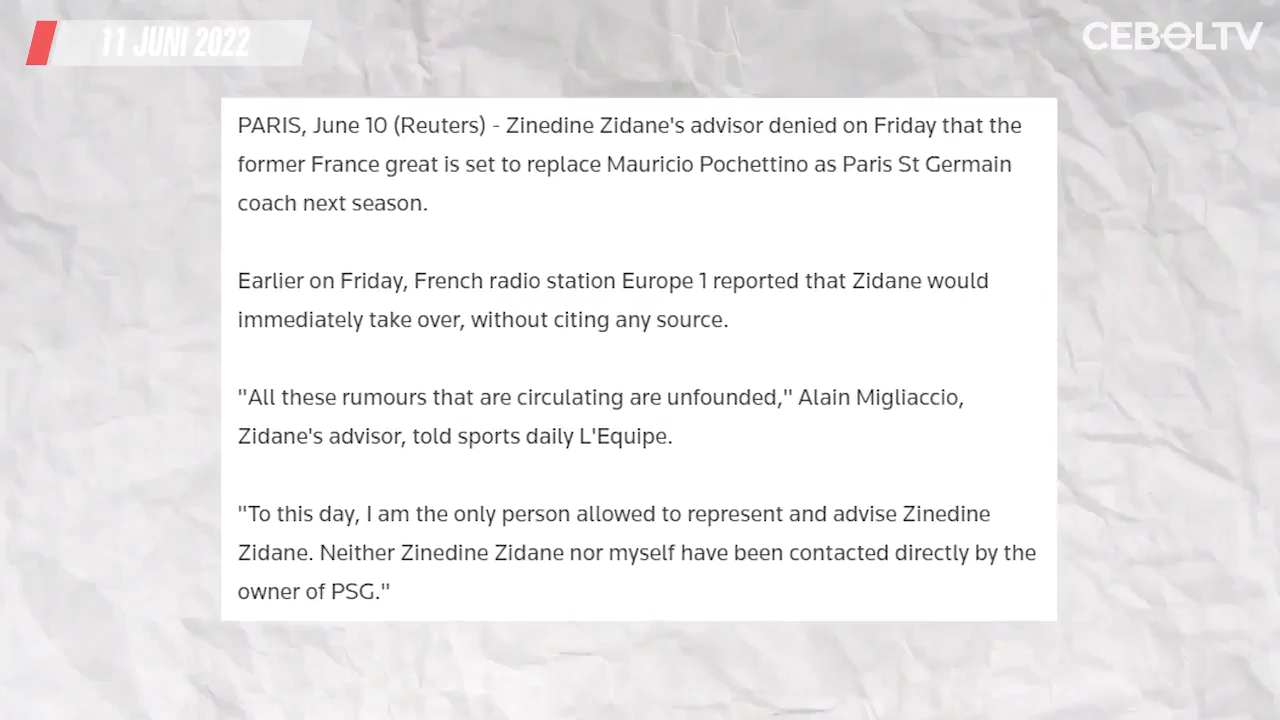 11 JUNI 2022
CEBOLTV
PARIS, June 10 (Reuters) - Zinedine Zidane's advisor denied on Friday that the
former France great is set to replace Mauricio Pochettino as Paris St Germain
coach next season.
Earlier on Friday, French radio station Europe 1 reported that Zidane would
immediately take over, without citing any source.
"All these rumours that are circulating are unfounded," Alain Migliaccio,
Zidane's advisor, told sports daily L'Equipe.
"To this day, I am the only person allowed to represent and advise Zinedine
Zidane. Neither Zinedine Zidane nor myself have been contacted directly by the
owner of PSG."